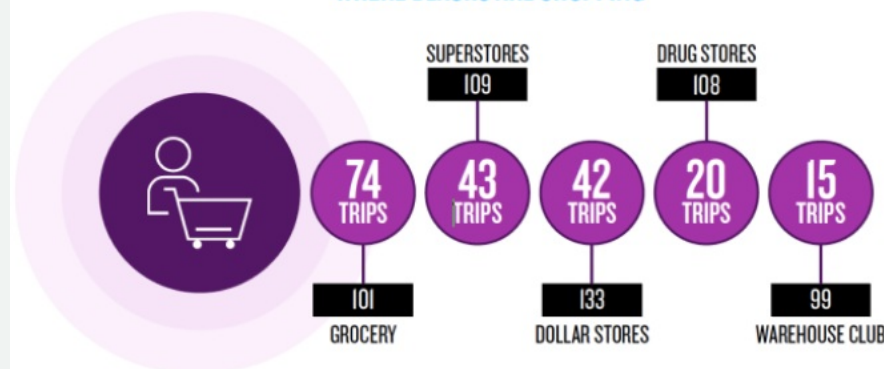 SUPERSTORES
109
DRUG STORES
108
74
TRIPS
43
TRIPS
42
TRIPS
20
TRIPS
15
TRIPS
101
GROCERY
133
DOLLAR STORES
99
WAREHOUSE CLUB